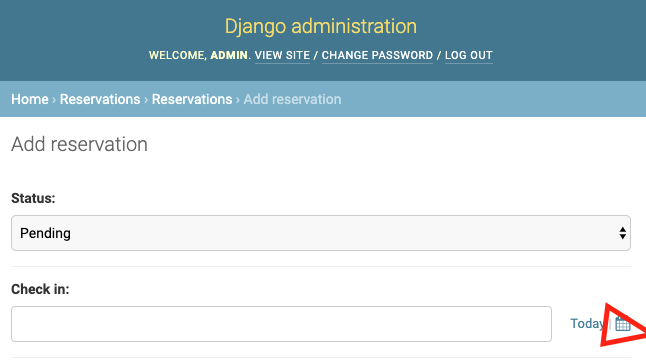 Django administration
WELCOME, ADMIN. VIEW SITE / CHANGE PASSWORD / LOG OUT
Home › Reservations › Reservations › Add reservation
Add reservation
Status:
Pending
Check in:
Today |